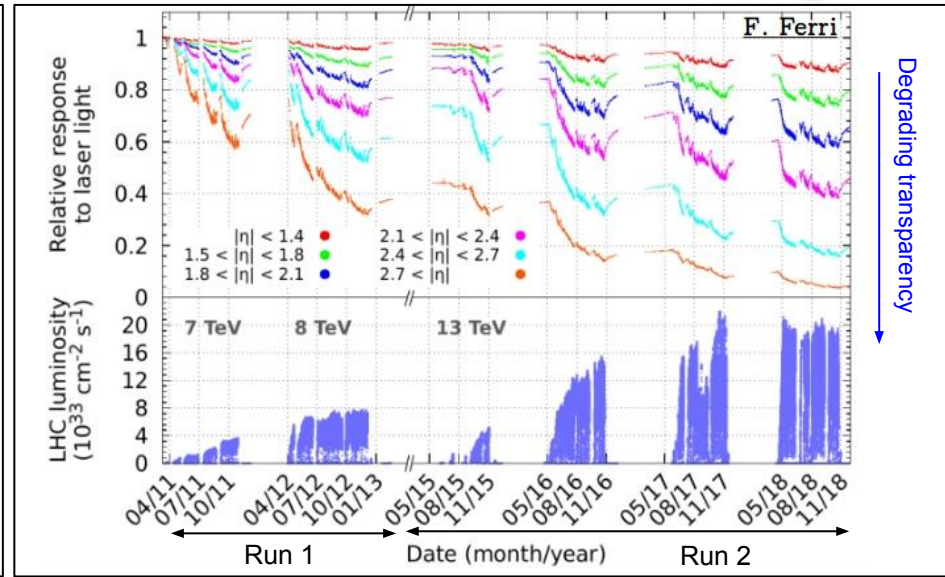 F. Ferri
Relative response
to laser light
1
0.8
0.6
0.4
0.2
0
|η| < 1.4
1.5 < |η| < 1.8
1.8 < |η| < 2.1
2.1 < |η| < 2.4
2.4 < |η| < 2.7
2.7 < |η|
Degrading transparency
LHC luminosity
(10³³ cm⁻² s⁻¹)
20
16
12
8
4
0
7 TeV
8 TeV
13 TeV
04/11
07/11
10/11
04/12
07/12
10/12
01/13
05/15
08/15
11/15
05/16
08/16
11/16
05/17
08/17
11/17
05/18
08/18
11/18
Run 1
Date (month/year)
Run 2